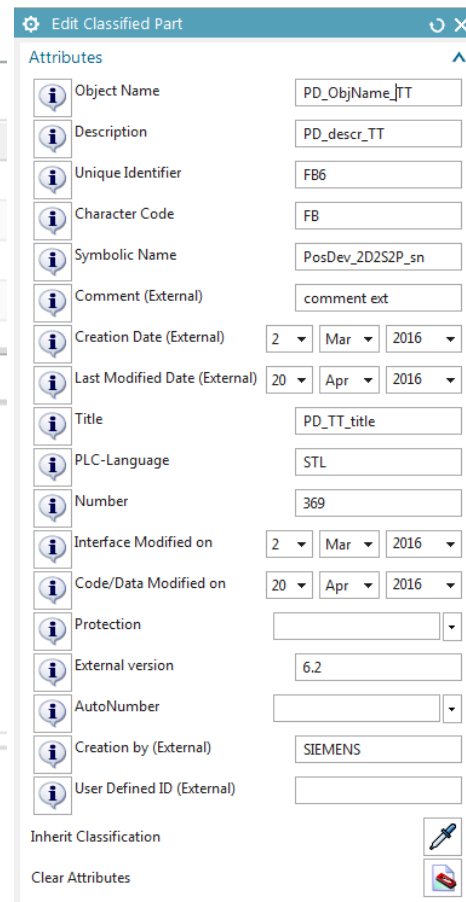 Edit Classified Part
Attributes
Object Name PD_ObjName_TT
Description PD_descr_TT
Unique Identifier FB6
Character Code FB
Symbolic Name PosDev_2D2S2P_sn
Comment (External) comment ext
Creation Date (External) 2 Mar 2016
Last Modified Date (External) 20 Apr 2016
Title PD_TT_title
PLC-Language STL
Number 369
Interface Modified on 2 Mar 2016
Code/Data Modified on 20 Apr 2016
Protection
External version 6.2
AutoNumber
Creation by (External) SIEMENS
User Defined ID (External)
Inherit Classification
Clear Attributes